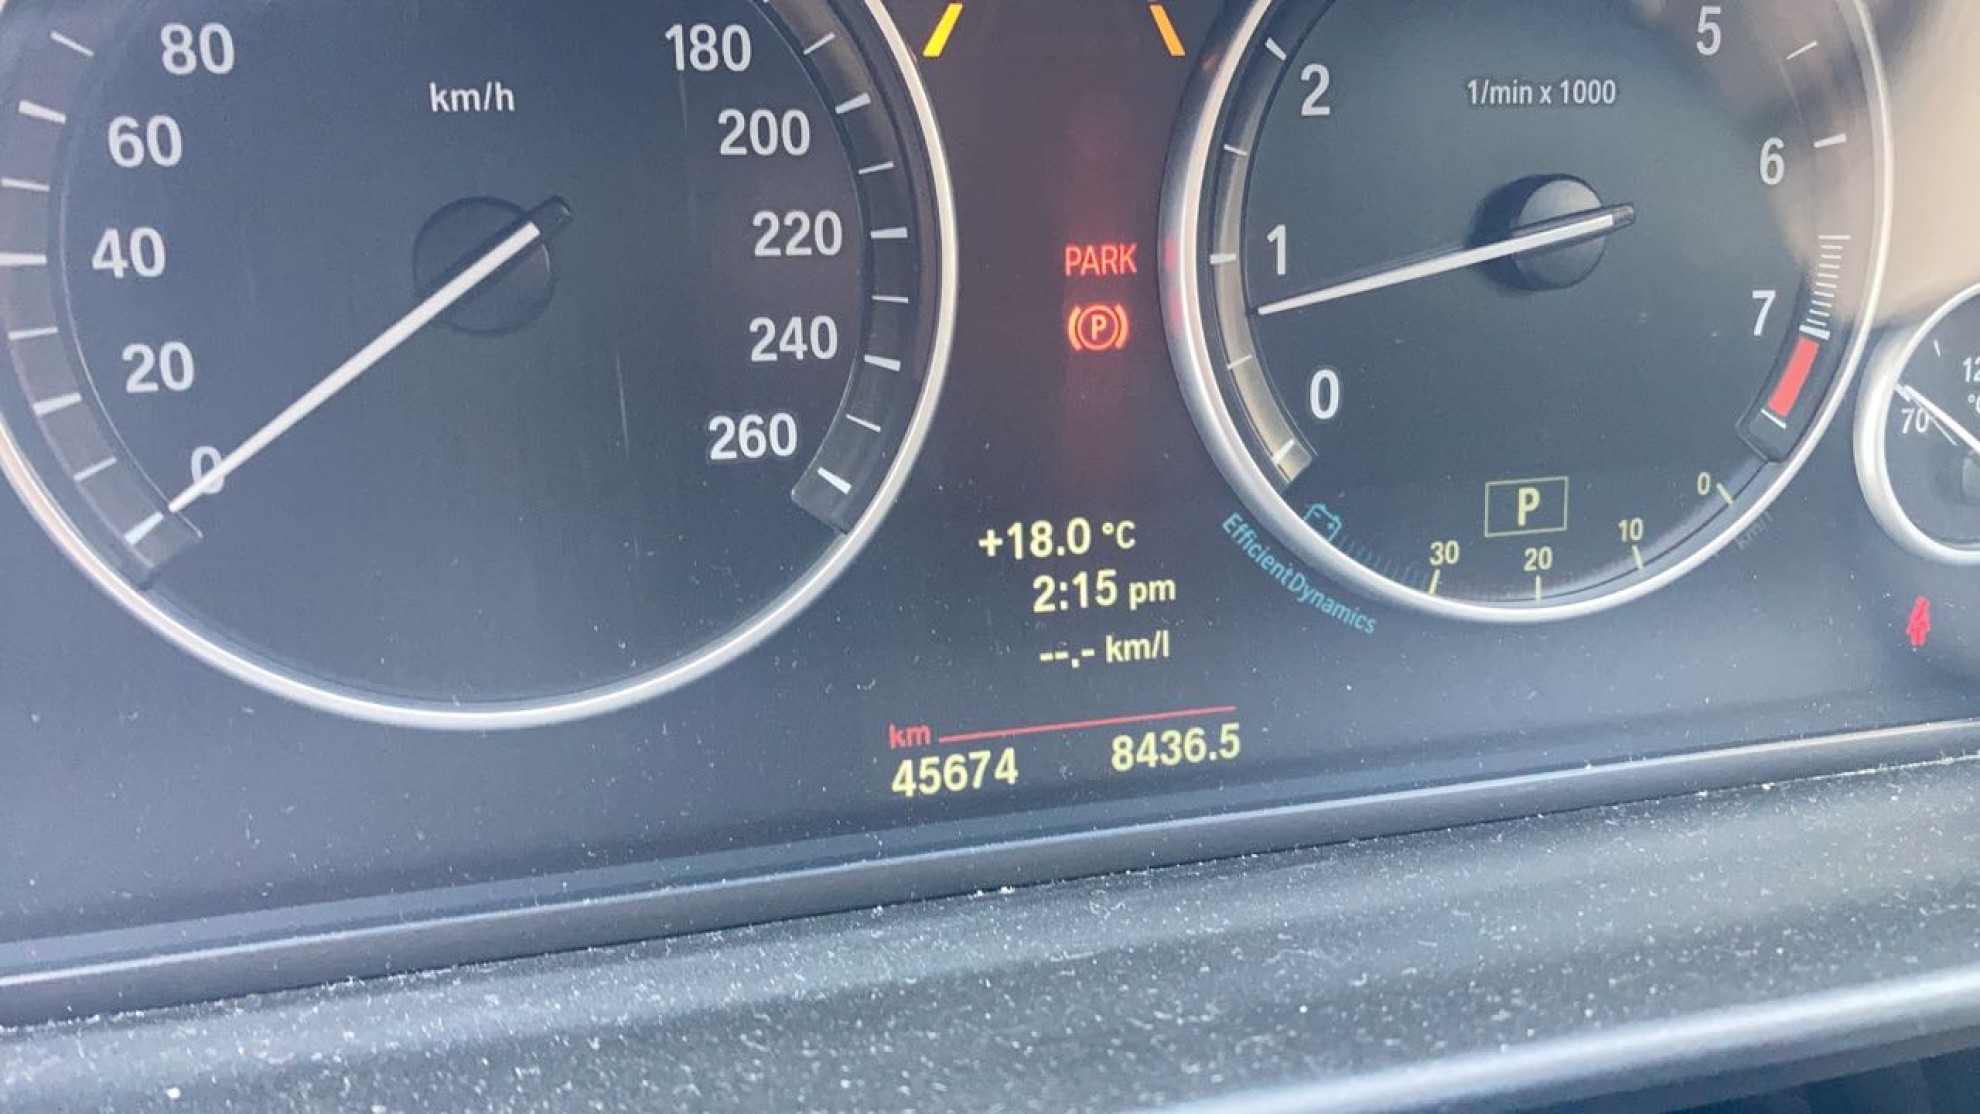 80
60
40
20
0
km/h
180
200
220
240
260
PARK
P
+18.0 °C
2:15 pm
--.- km/l
km
45674 8436.5
5
2
1/min x 1000
6
1
7
0
P
0
10
20
30
EfficientDynamics
70